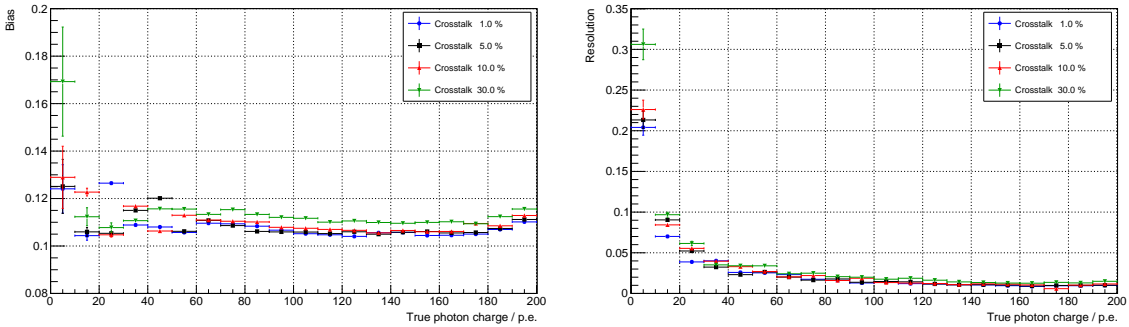 Bias
0.2
0.18
0.16
0.14
0.12
0.1
0.08
0 20 40 60 80 100 120 140 160 180 200
True photon charge / p.e.
Crosstalk 1.0 %
Crosstalk 5.0 %
Crosstalk 10.0 %
Crosstalk 30.0 %
Resolution
0.35
0.3
0.25
0.2
0.15
0.1
0.05
0
0 20 40 60 80 100 120 140 160 180 200
True photon charge / p.e.
Crosstalk 1.0 %
Crosstalk 5.0 %
Crosstalk 10.0 %
Crosstalk 30.0 %